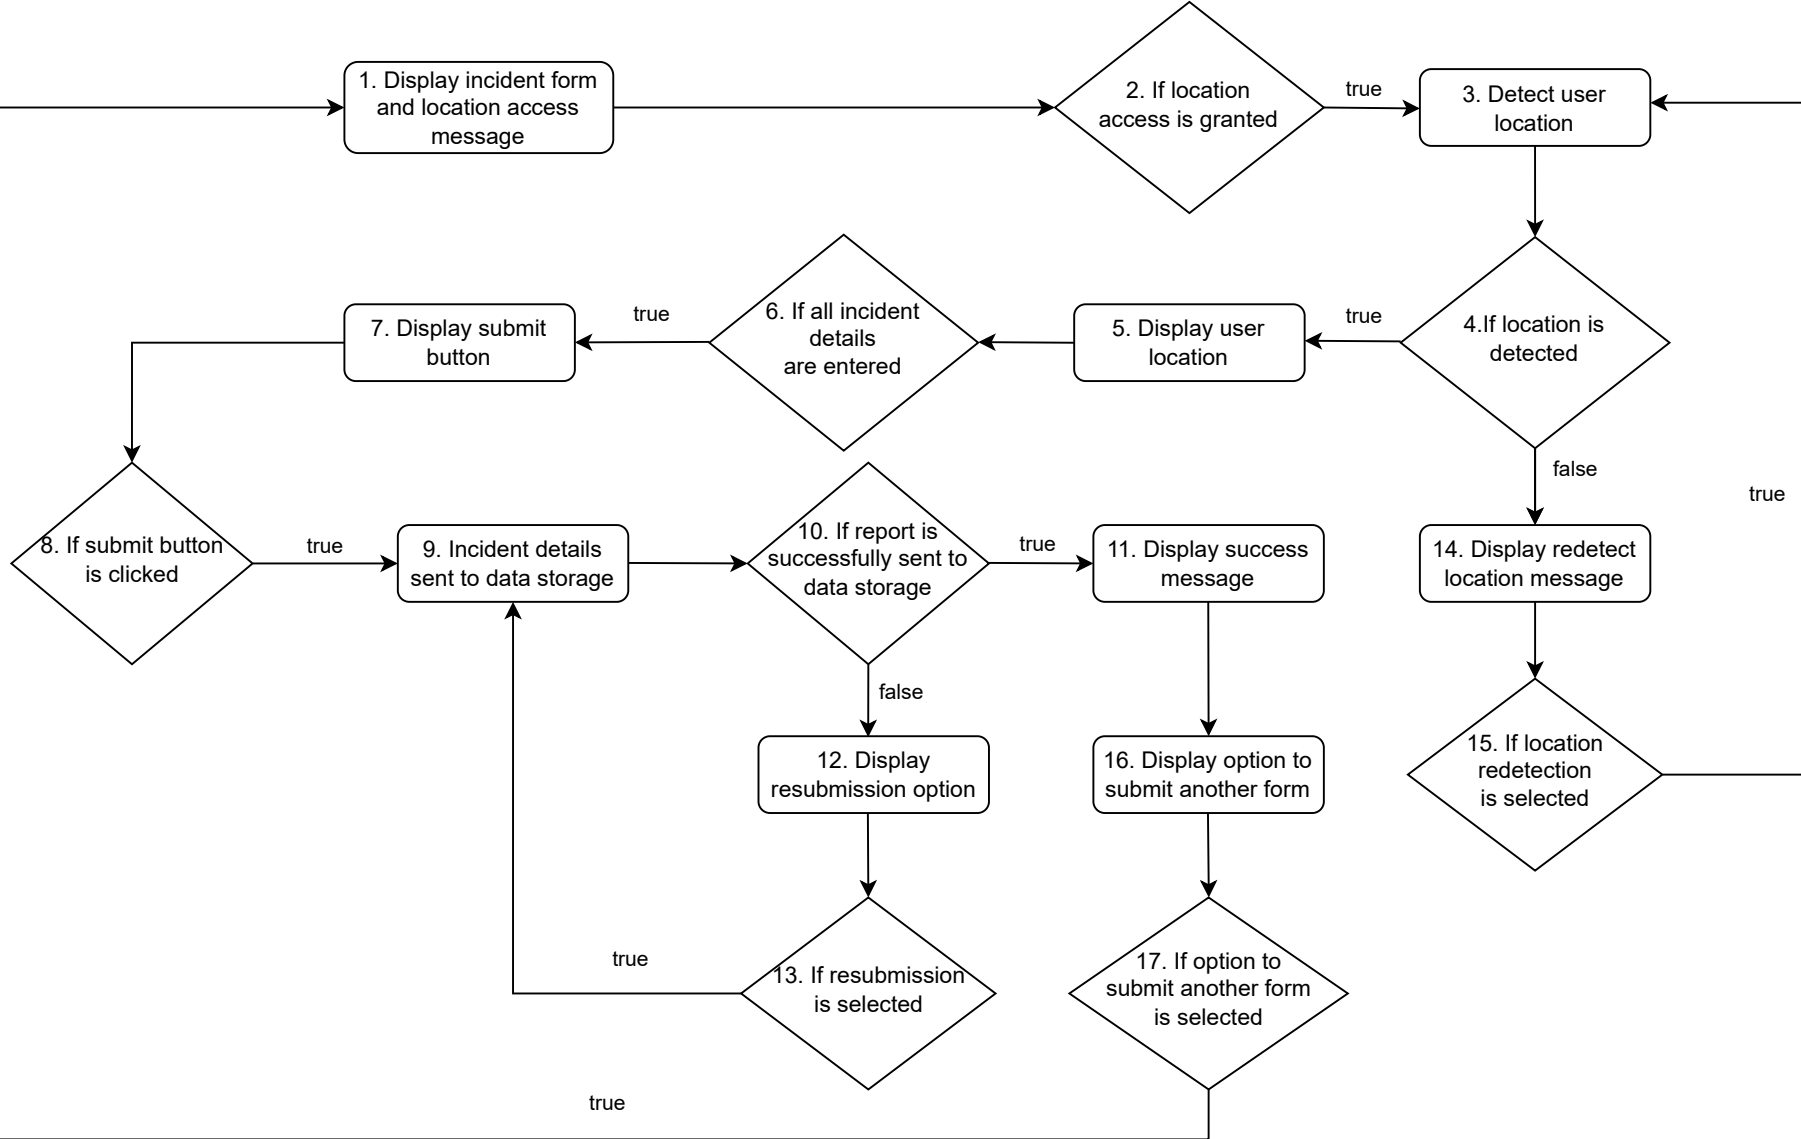 1. Display incident form
and location access
message
2. If location
access is granted
true
3. Detect user
location
7. Display submit
button
true
6. If all incident
details
are entered
5. Display user
location
true
4.If location is
detected
false
true
8. If submit button
is clicked
true
9. Incident details
sent to data storage
10. If report is
successfully sent to
data storage
true
11. Display success
message
14. Display redetect
location message
false
12. Display
resubmission option
16. Display option to
submit another form
15. If location
redetection
is selected
true
13. If resubmission
is selected
17. If option to
submit another form
is selected
true